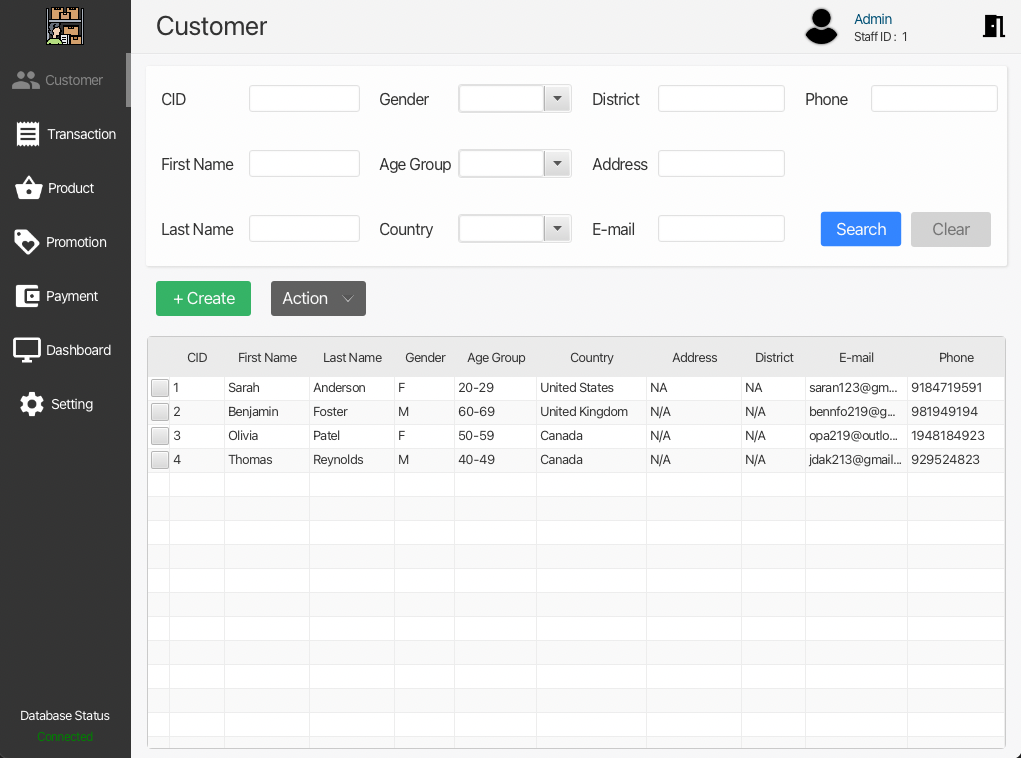 Customer
Admin
Staff ID : 1
Customer
Transaction
Product
Promotion
Payment
Dashboard
Setting
Database Status
Connected
CID Gender District Phone
First Name Age Group Address
Last Name Country E-mail Search Clear
+ Create Action
CID First Name Last Name Gender Age Group Country Address District E-mail Phone
1 Sarah Anderson F 20-29 United States NA NA saran123@gm... 9184719591
2 Benjamin Foster M 60-69 United Kingdom N/A N/A bennfo219@g... 981949194
3 Olivia Patel F 50-59 Canada N/A N/A opa219@outlo... 1948184923
4 Thomas Reynolds M 40-49 Canada N/A N/A jdak213@gmail... 929524823